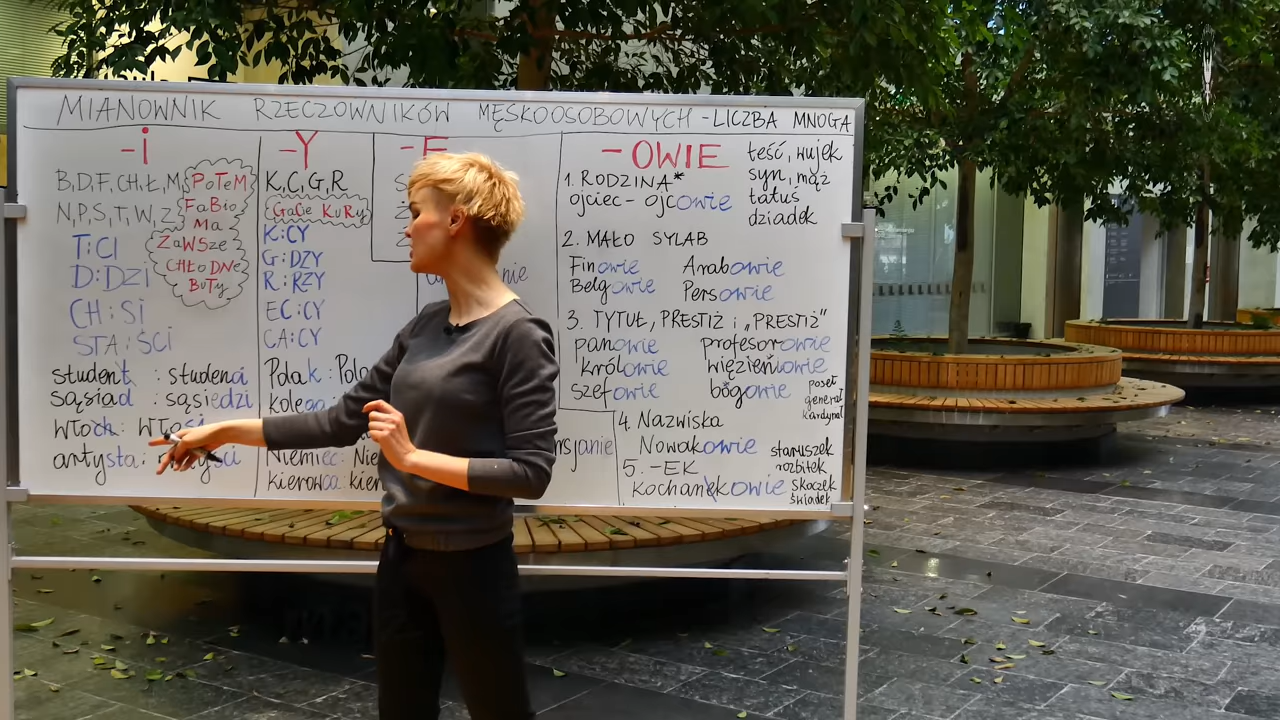 MIANOWNIK RZECZOWNIKÓW MĘSKOOSOBOWYCH - LICZBA MNOGA
-i
B, D, F, CH, Ł, M,
N, P, S, T, W, Z
PoTeM
FaBio
Ma
ZaWSze
CHŁoDNe
BuTy
T:CI
D:DZI
CH:SI
STA:ŚCI
student : studenci
sąsiad : sąsiedzi
Włoch: Włosi
artysta:
-Y
K, C, G, R
GRaCie KuRy
K:CY
G:DZY
R:RZY
EC:CY
CA:CY
Polak :
kolega
Niemiec:
kierowca:
-E
-OWIE
1. RODZINA*
ojciec - ojcowie
teść, wujek
syn, mąż
tatuś
dziadek
2. MAŁO SYLAB
Finowie Arabowie
Belgowie Persowie
3. TYTUŁ, PRESTIŻ i „PRESTIŻ"
panowie profesorowie
królowie więzieniowie
szefowie bogowie
poseł
generał
kardynał
4. Nazwiska
Nowakowie
5. -EK
kochankowie
staruszek
rozbitek
skoczek
świadek